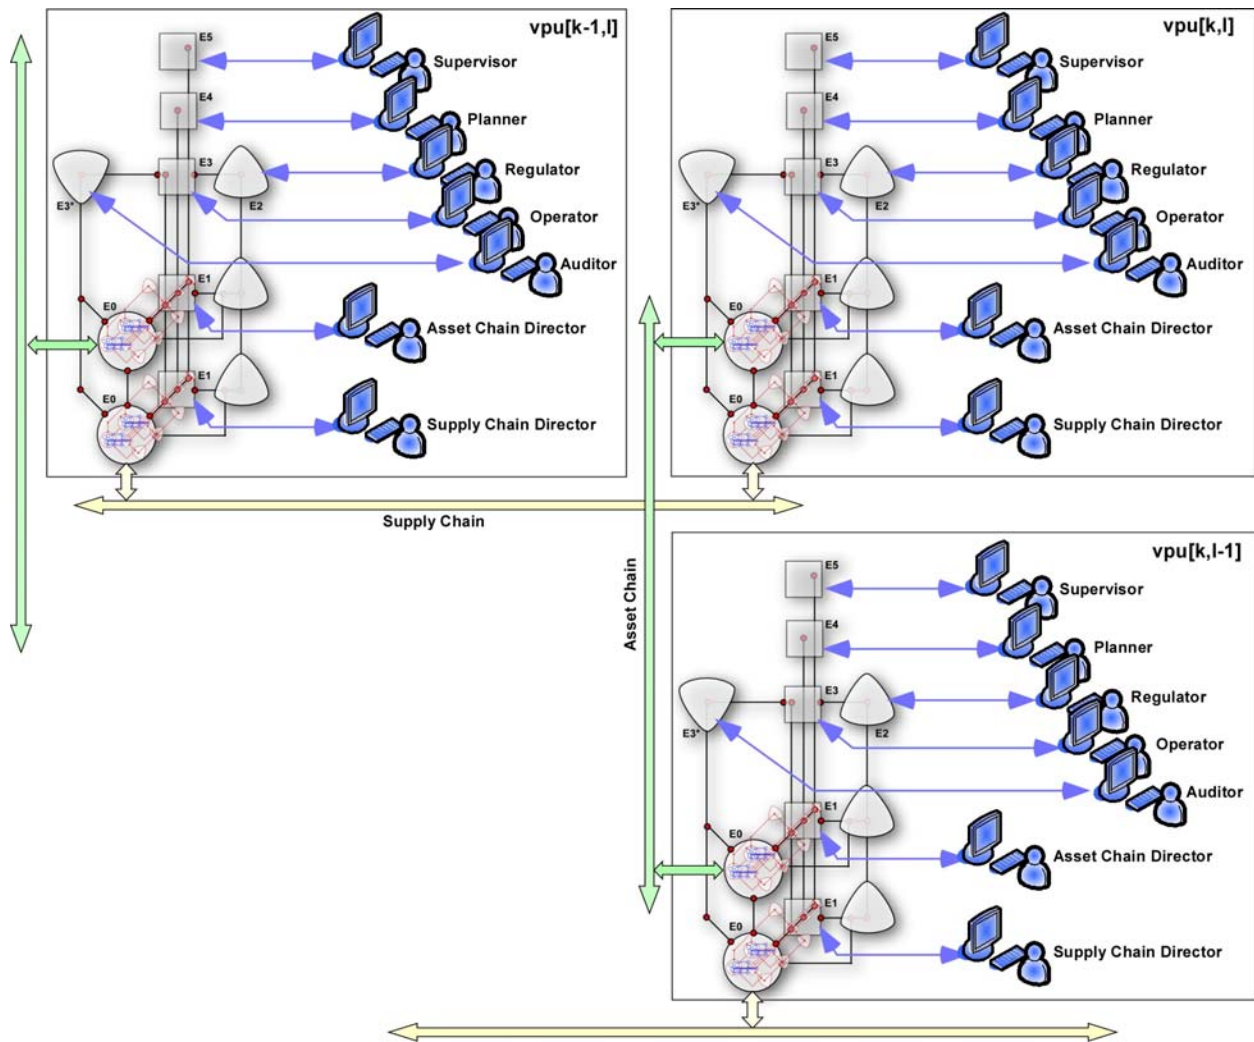 vpu[k-1,l]
E5
Supervisor
E4
Planner
E3
Regulator
E3*
E2
Operator
Auditor
E1
E0
Asset Chain Director
E1
E0
Supply Chain Director
vpu[k,l]
E5
Supervisor
E4
Planner
E3
Regulator
E3*
E2
Operator
Auditor
E1
E0
Asset Chain Director
E1
E0
Supply Chain Director
Supply Chain
Asset Chain
vpu[k,l-1]
E5
Supervisor
E4
Planner
E3
Regulator
E3*
E2
Operator
Auditor
E1
E0
Asset Chain Director
E1
E0
Supply Chain Director